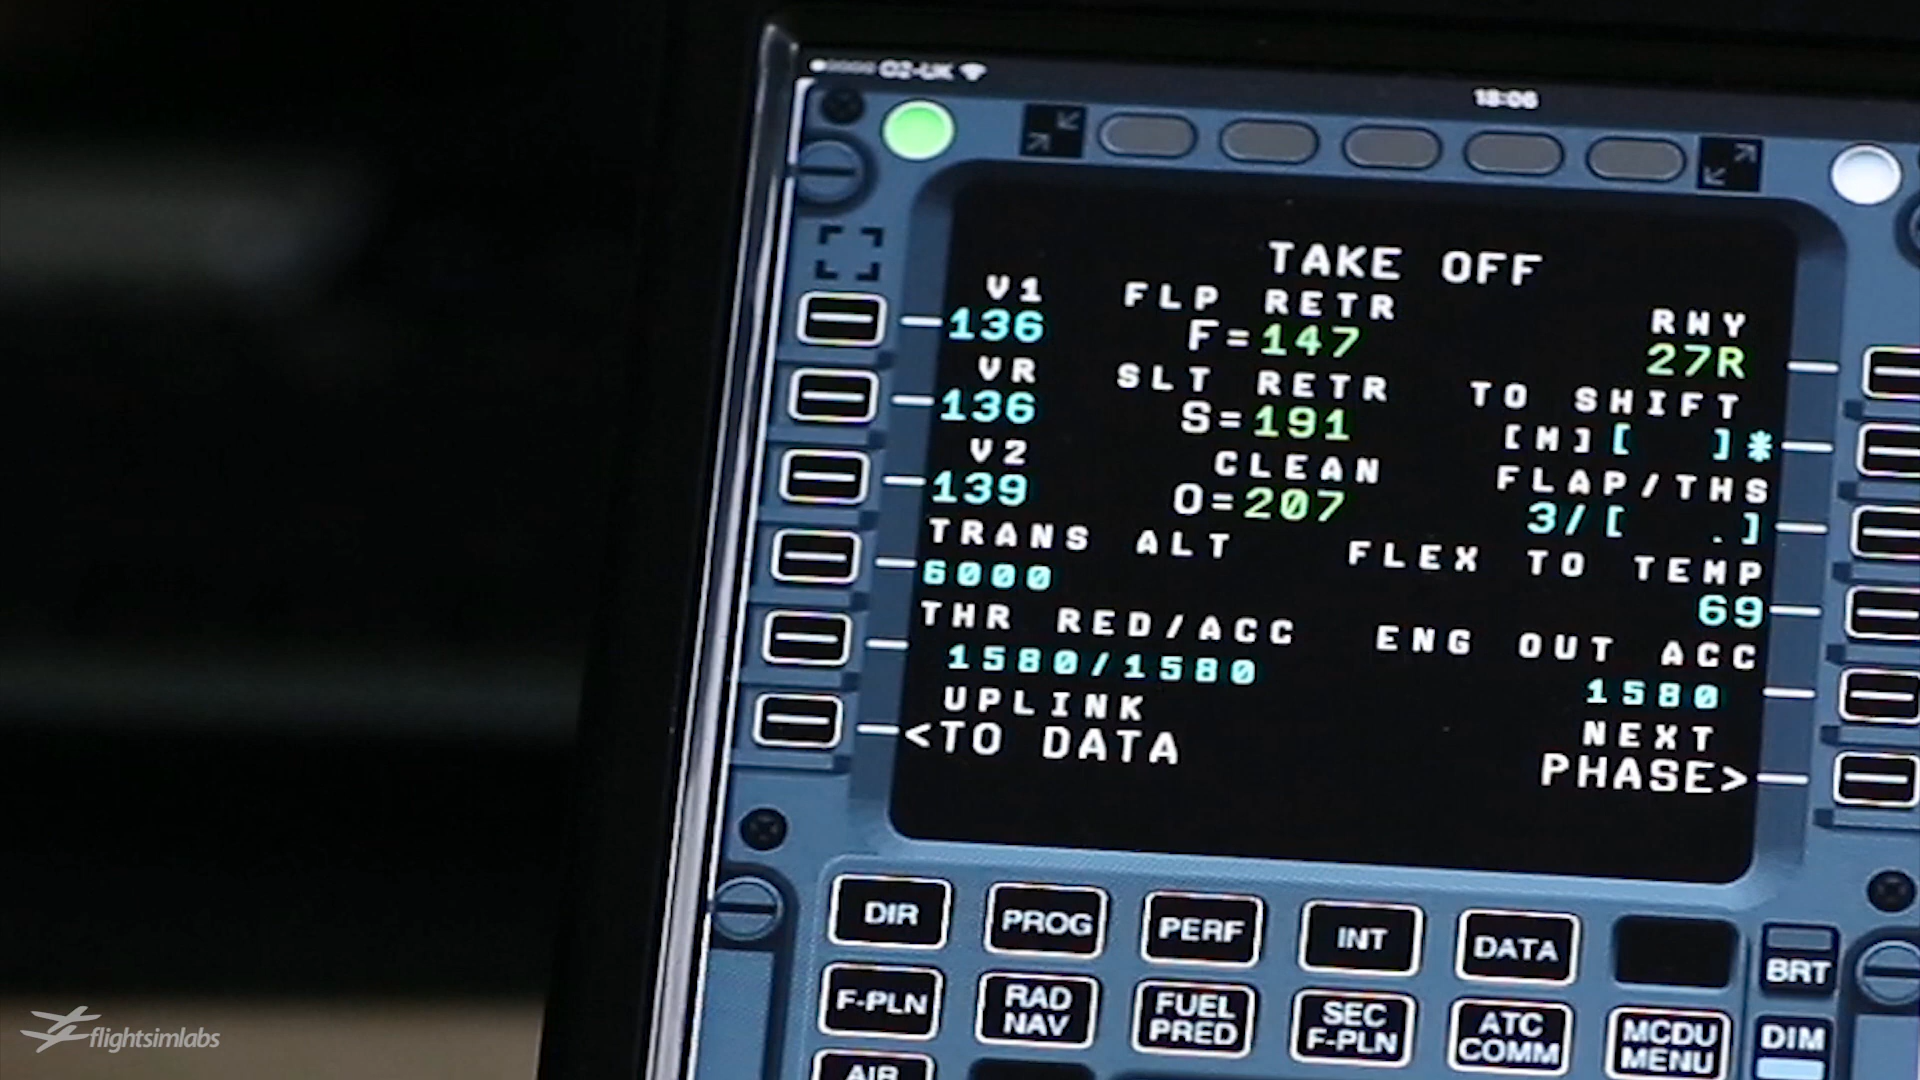 O2-UK
18:06
TAKE OFF
V1 FLP RETR RNY
136 F=147 27R
VR SLT RETR TO SHIFT
136 S=191 [M][ ]*
V2 CLEAN FLAP/THS
139 O=207 3/[ .]
TRANS ALT FLEX TO TEMP
6000 69
THR RED/ACC ENG OUT ACC
1580/1580 1580
UPLINK NEXT
<TO DATA PHASE>
DIR PROG PERF INT DATA
BRT
F-PLN RAD NAV FUEL PRED SEC F-PLN ATC COMM MCDU MENU DIM
AIR
flightsimlabs